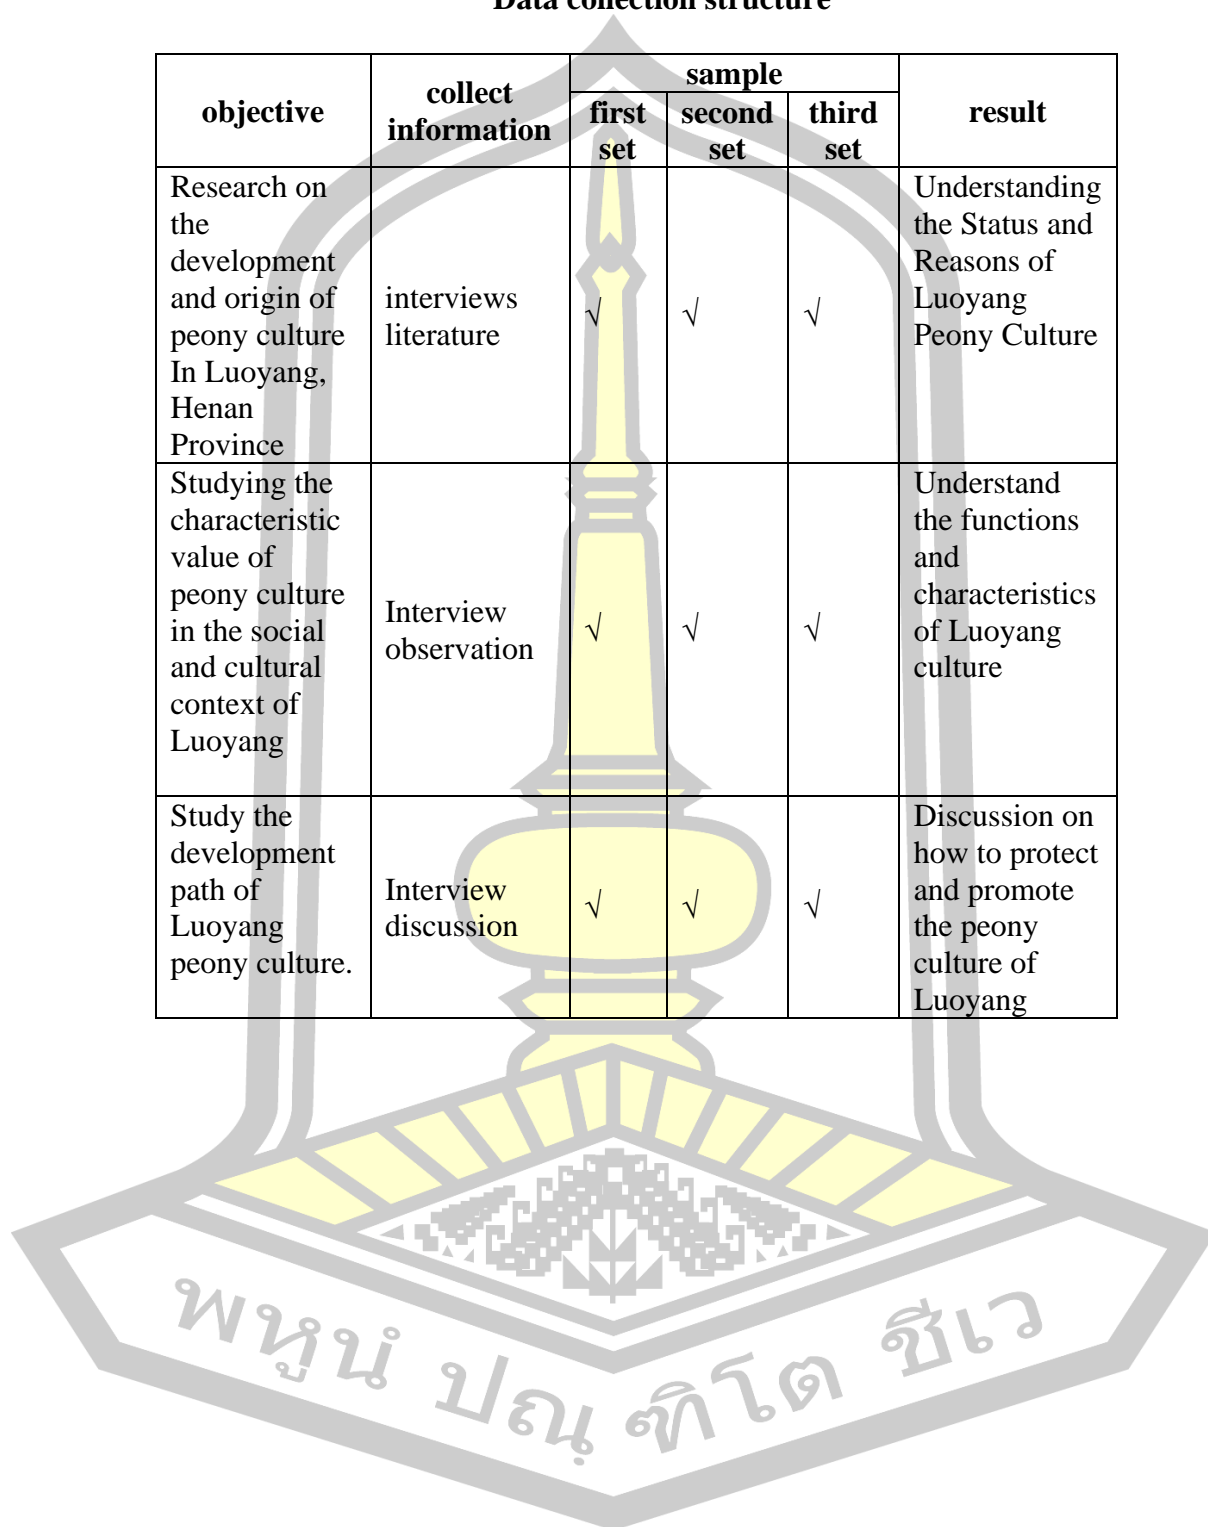 Data collection structure
objective
collect
information
sample
first
set
second
set
third
set
result
Research on
the
development
and origin of
peony culture
In Luoyang,
Henan
Province
interviews
literature
√
√
√
Understanding
the Status and
Reasons of
Luoyang
Peony Culture
Studying the
characteristic
value of
peony culture
in the social
and cultural
context of
Luoyang
Interview
observation
√
√
√
Understand
the functions
and
characteristics
of Luoyang
culture
Study the
development
path of
Luoyang
peony culture.
Interview
discussion
√
√
√
Discussion on
how to protect
and promote
the peony
culture of
Luoyang
พหูนํ ปณฺฑิโต ชีเว